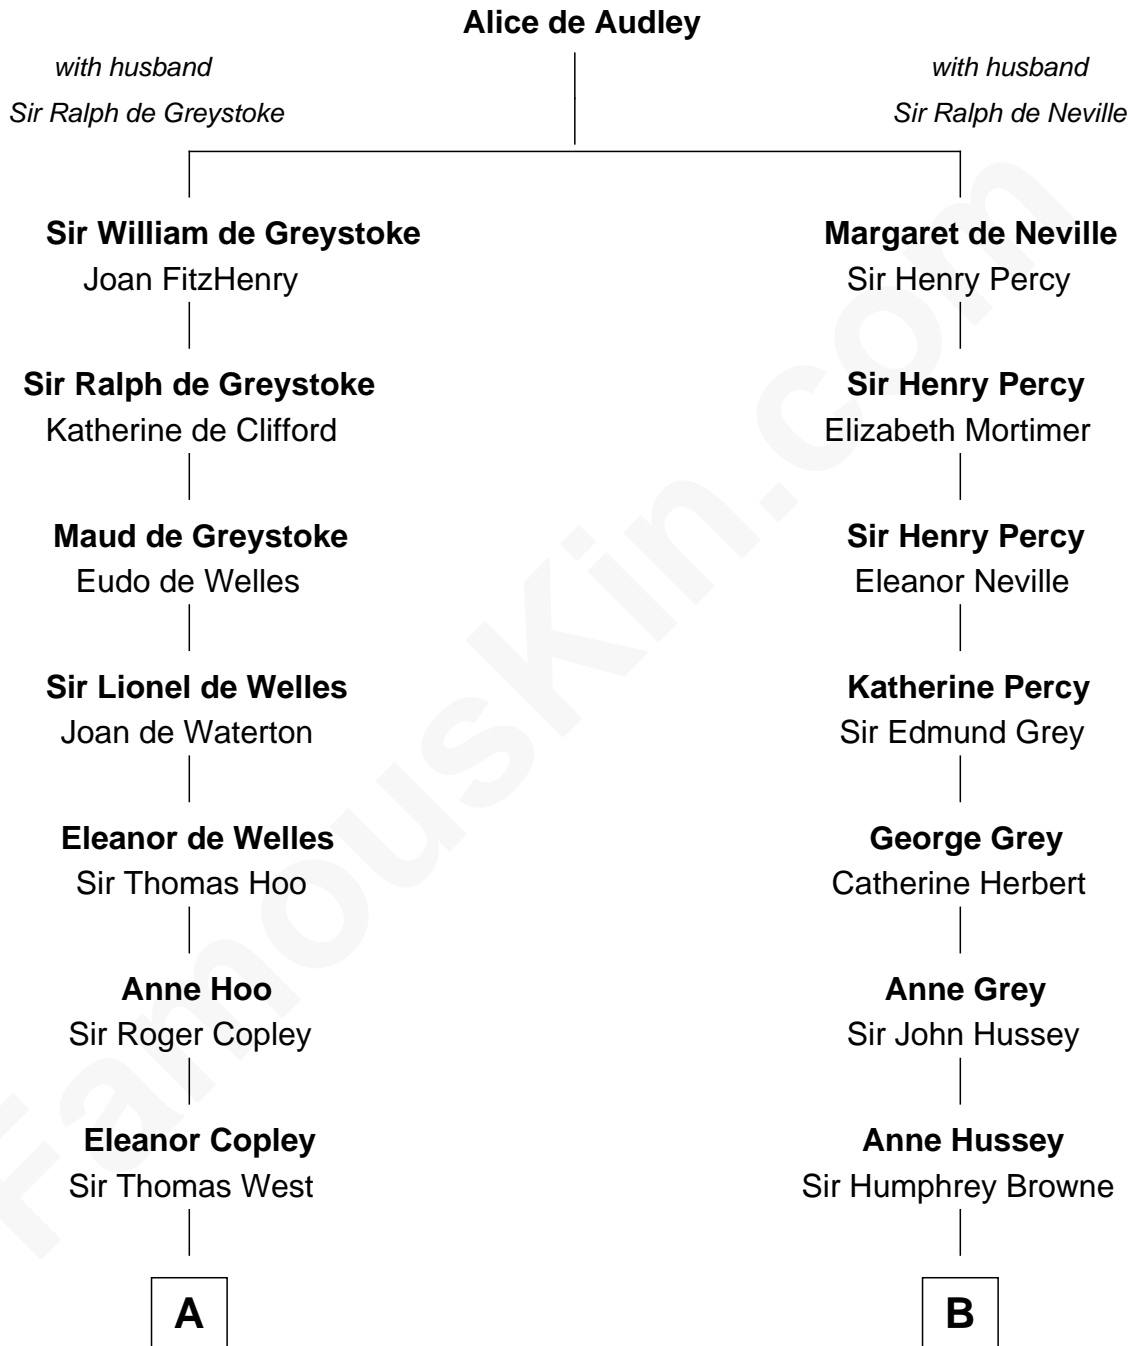 Alice de Audley
with husband
Sir Ralph de Greystoke
with husband
Sir Ralph de Neville
Sir William de Greystoke
Joan FitzHenry
Margaret de Neville
Sir Henry Percy
Sir Ralph de Greystoke
Katherine de Clifford
Sir Henry Percy
Elizabeth Mortimer
Maud de Greystoke
Eudo de Welles
Sir Henry Percy
Eleanor Neville
Sir Lionel de Welles
Joan de Waterton
Katherine Percy
Sir Edmund Grey
Eleanor de Welles
Sir Thomas Hoo
George Grey
Catherine Herbert
Anne Hoo
Sir Roger Copley
Anne Grey
Sir John Hussey
Eleanor Copley
Sir Thomas West
Anne Hussey
Sir Humphrey Browne
A
B
FamousKin.com